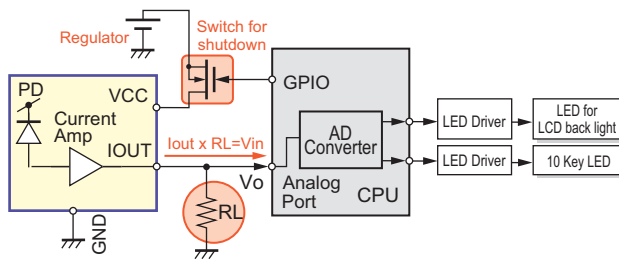 Regulator
Switch for
shutdown
PD
VCC
Current
Amp
IOUT
Iout x RL=Vin
Vo
RL
GND
GPIO
AD
Converter
Analog
Port
CPU
LED Driver
LED for
LCD back light
LED Driver
10 Key LED